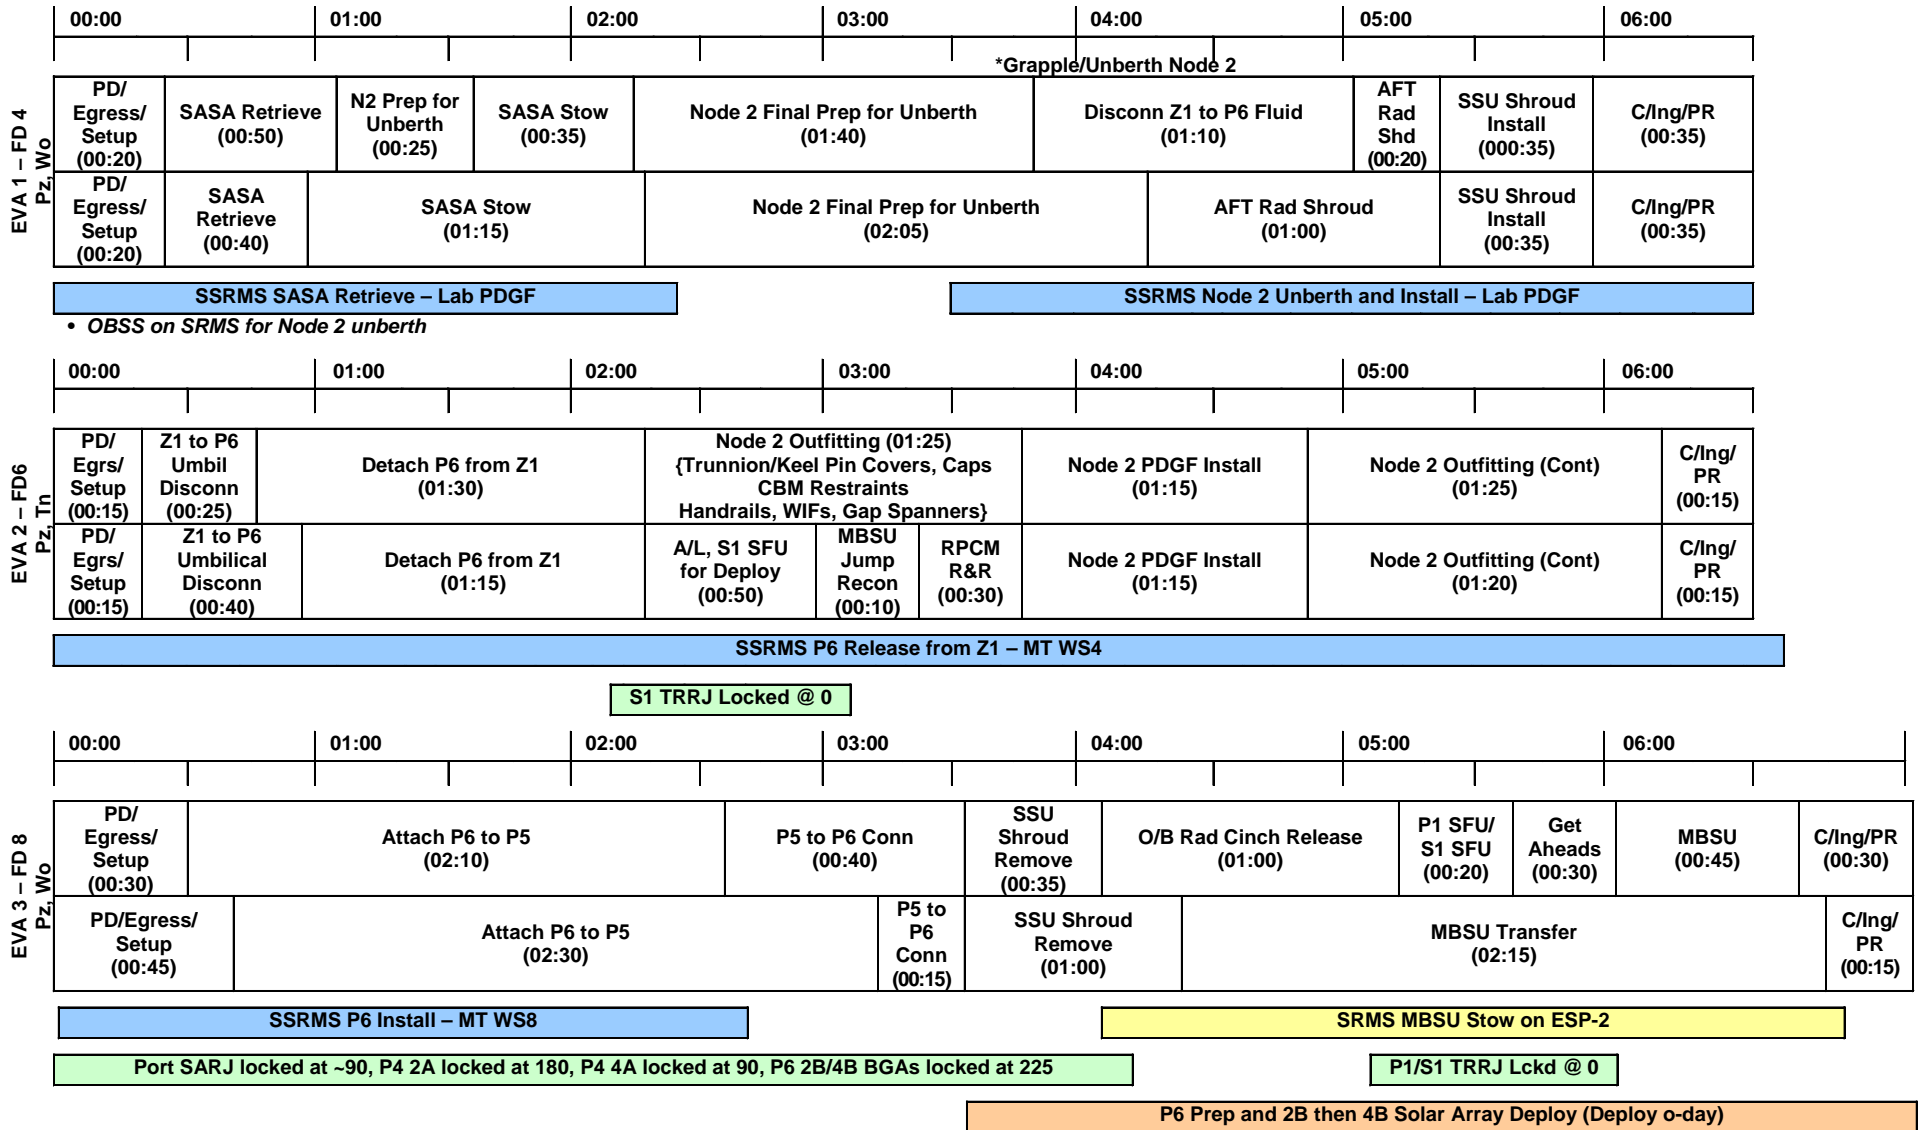 00:00 01:00 02:00 03:00 04:00 05:00 06:00
*Grapple/Unberth Node 2
EVA 1 – FD 4
Pz, Wo
PD/
Egress/
Setup
(00:20)
SASA Retrieve
(00:50)
N2 Prep for
Unberth
(00:25)
SASA Stow
(00:35)
Node 2 Final Prep for Unberth
(01:40)
Disconn Z1 to P6 Fluid
(01:10)
AFT
Rad
Shd
(00:20)
SSU Shroud
Install
(000:35)
C/Ing/PR
(00:35)
PD/
Egress/
Setup
(00:20)
SASA
Retrieve
(00:40)
SASA Stow
(01:15)
Node 2 Final Prep for Unberth
(02:05)
AFT Rad Shroud
(01:00)
SSU Shroud
Install
(00:35)
C/Ing/PR
(00:35)
SSRMS SASA Retrieve – Lab PDGF
SSRMS Node 2 Unberth and Install – Lab PDGF
• OBSS on SRMS for Node 2 unberth
00:00 01:00 02:00 03:00 04:00 05:00 06:00
EVA 2 – FD6
Pz, Tn
PD/
Egrs/
Setup
(00:15)
Z1 to P6
Umbil
Disconn
(00:25)
Detach P6 from Z1
(01:30)
Node 2 Outfitting (01:25)
{Trunnion/Keel Pin Covers, Caps
CBM Restraints
Handrails, WIFs, Gap Spanners}
Node 2 PDGF Install
(01:15)
Node 2 Outfitting (Cont)
(01:25)
C/Ing/
PR
(00:15)
PD/
Egrs/
Setup
(00:15)
Z1 to P6
Umbilical
Disconn
(00:40)
Detach P6 from Z1
(01:15)
A/L, S1 SFU
for Deploy
(00:50)
MBSU
Jump
Recon
(00:10)
RPCM
R&R
(00:30)
Node 2 PDGF Install
(01:15)
Node 2 Outfitting (Cont)
(01:20)
C/Ing/
PR
(00:15)
SSRMS P6 Release from Z1 – MT WS4
S1 TRRJ Locked @ 0
00:00 01:00 02:00 03:00 04:00 05:00 06:00
EVA 3 – FD 8
Pz, Wo
PD/
Egress/
Setup
(00:30)
Attach P6 to P5
(02:10)
P5 to P6 Conn
(00:40)
SSU
Shroud
Remove
(00:35)
O/B Rad Cinch Release
(01:00)
P1 SFU/
S1 SFU
(00:20)
Get
Aheads
(00:30)
MBSU
(00:45)
C/Ing/PR
(00:30)
PD/Egress/
Setup
(00:45)
Attach P6 to P5
(02:30)
P5 to
P6
Conn
(00:15)
SSU Shroud
Remove
(01:00)
MBSU Transfer
(02:15)
C/Ing/
PR
(00:15)
SSRMS P6 Install – MT WS8
SRMS MBSU Stow on ESP-2
Port SARJ locked at ~90, P4 2A locked at 180, P4 4A locked at 90, P6 2B/4B BGAs locked at 225
P1/S1 TRRJ Lckd @ 0
P6 Prep and 2B then 4B Solar Array Deploy (Deploy o-day)